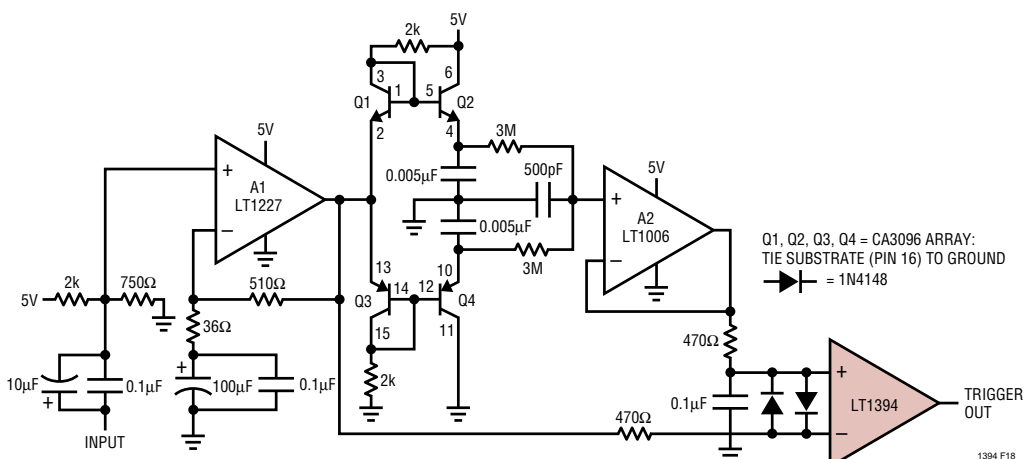 2k
5V
3
6
1
5
Q1
Q2
2
4
3M
5V
0.005µF
500pF
5V
+
A1
LT1227
−
+
A2
LT1006
−
0.005µF
3M
Q1, Q2, Q3, Q4 = CA3096 ARRAY:
TIE SUBSTRATE (PIN 16) TO GROUND
= 1N4148
13
10
14
12
Q3
Q4
15
11
5V
2k
750Ω
510Ω
36Ω
2k
470Ω
10µF
+
0.1µF
+
100µF
0.1µF
INPUT
470Ω
0.1µF
+
LT1394
−
TRIGGER
OUT
1394 F18